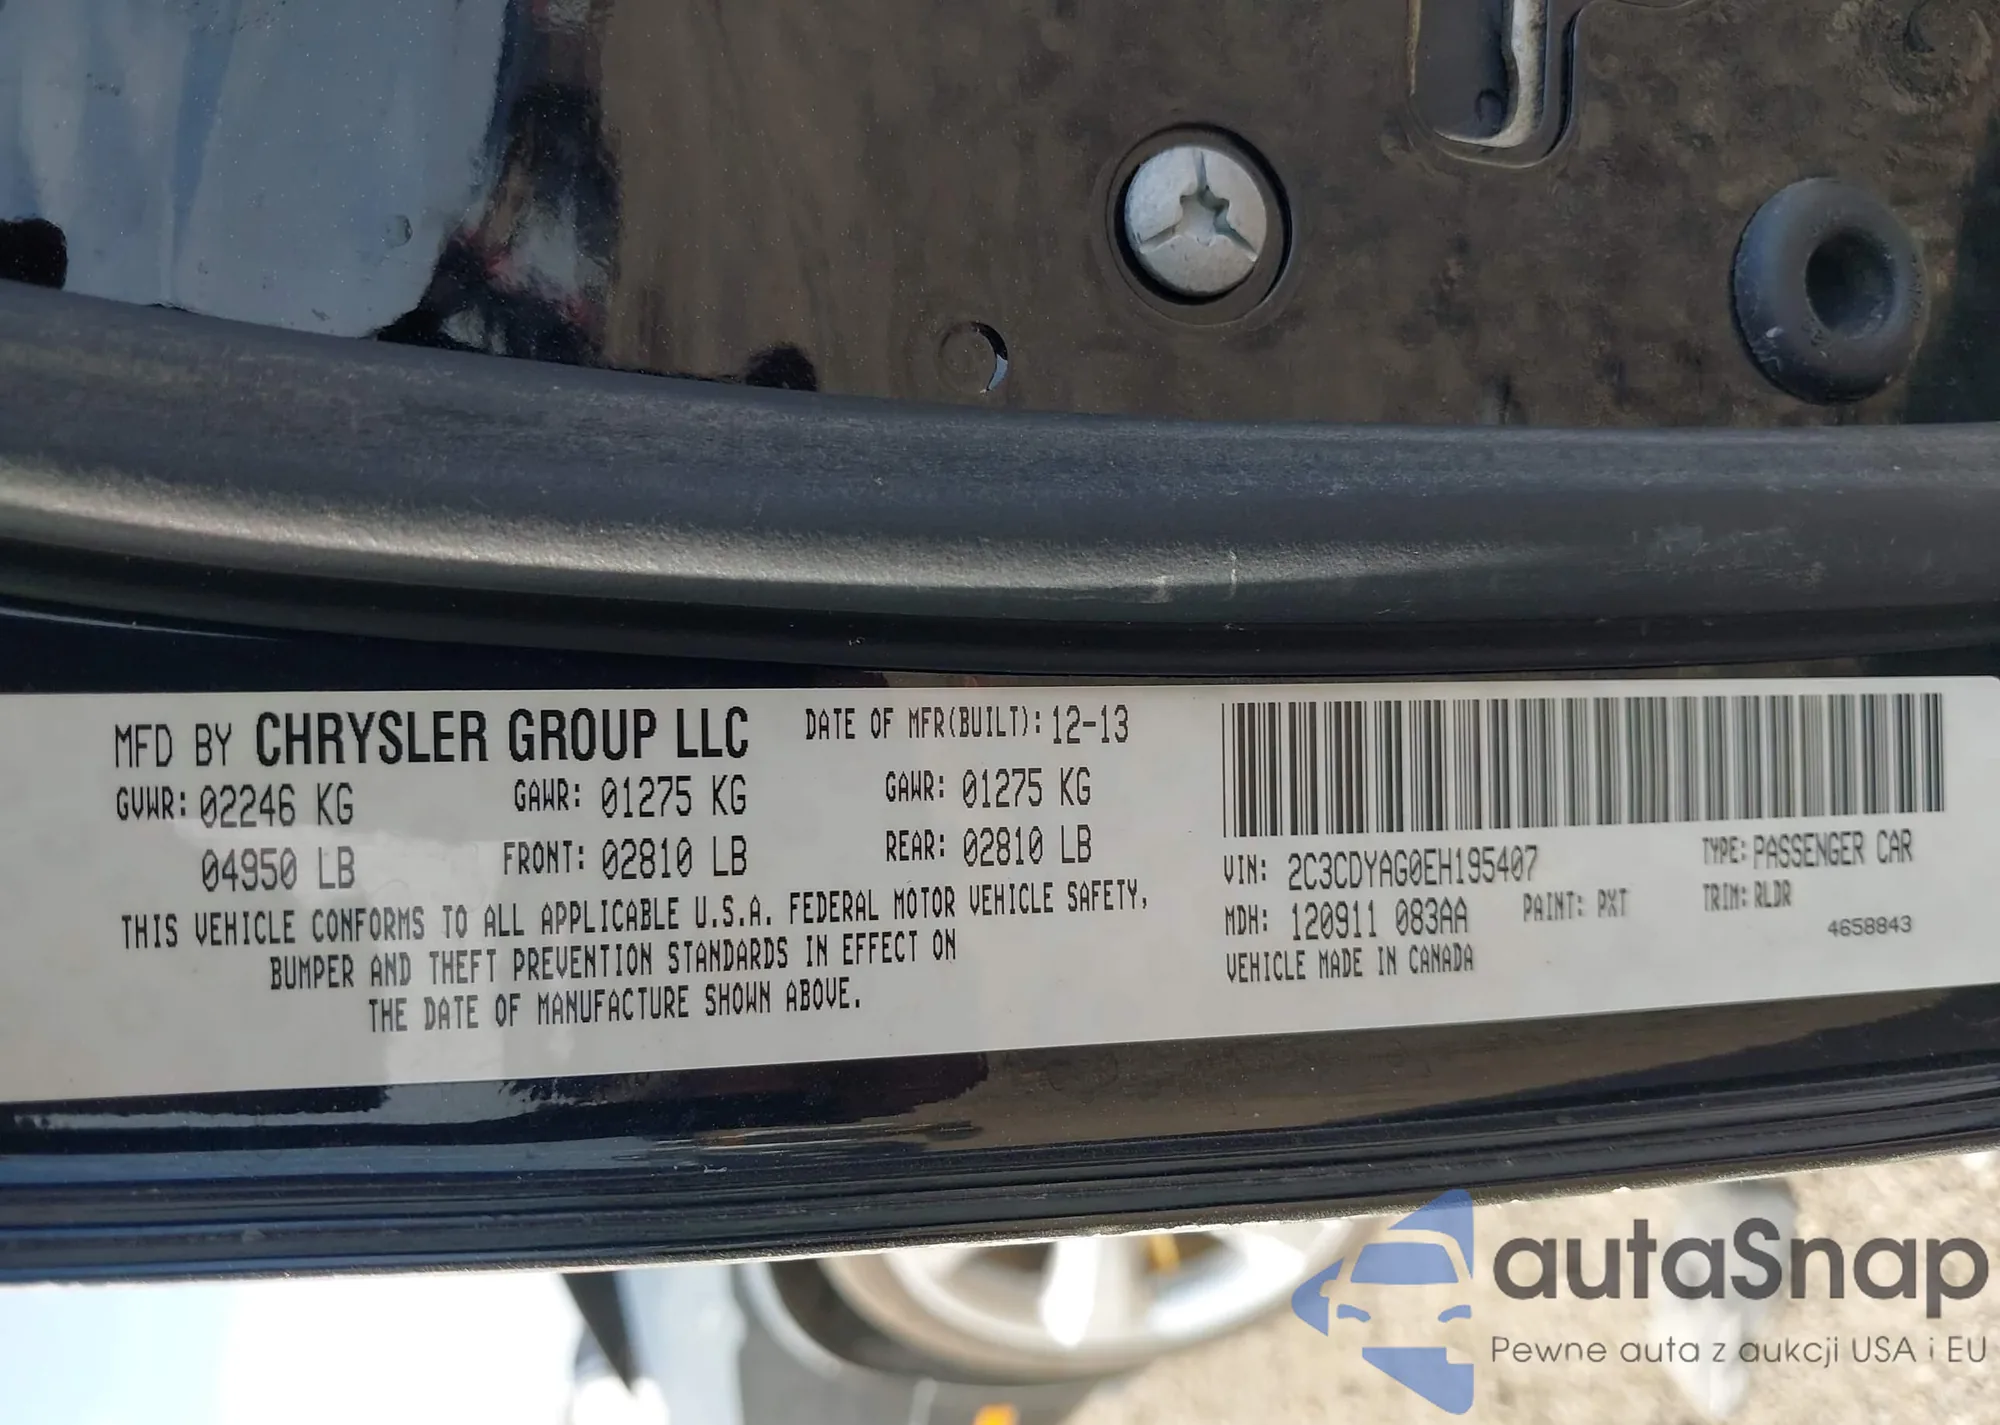 MFD BY CHRYSLER GROUP LLC DATE OF MFR(BUILT): 12-13
GVWR: 02246 KG GAWR: 01275 KG GAWR: 01275 KG
04950 LB FRONT: 02810 LB REAR: 02810 LB
THIS VEHICLE CONFORMS TO ALL APPLICABLE U.S.A. FEDERAL MOTOR VEHICLE SAFETY,
BUMPER AND THEFT PREVENTION STANDARDS IN EFFECT ON
THE DATE OF MANUFACTURE SHOWN ABOVE.
VIN: 2C3CDYAG0EH195407 TYPE: PASSENGER CAR
MDH: 120911 083AA PAINT: PXT TRIM: RLDR
VEHICLE MADE IN CANADA 4658843
autaSnap
Pewne auta z aukcji USA i EU